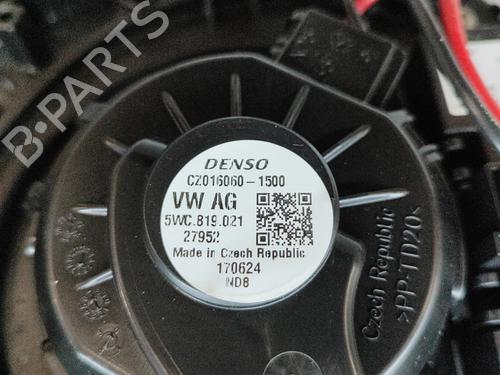 B-PARTS
DENSO
CZ016060-1500
VW AG
5WC.819.021
27952
Made in Czech Republic
170624
ND8
Czech Republic
>PP-TD20<